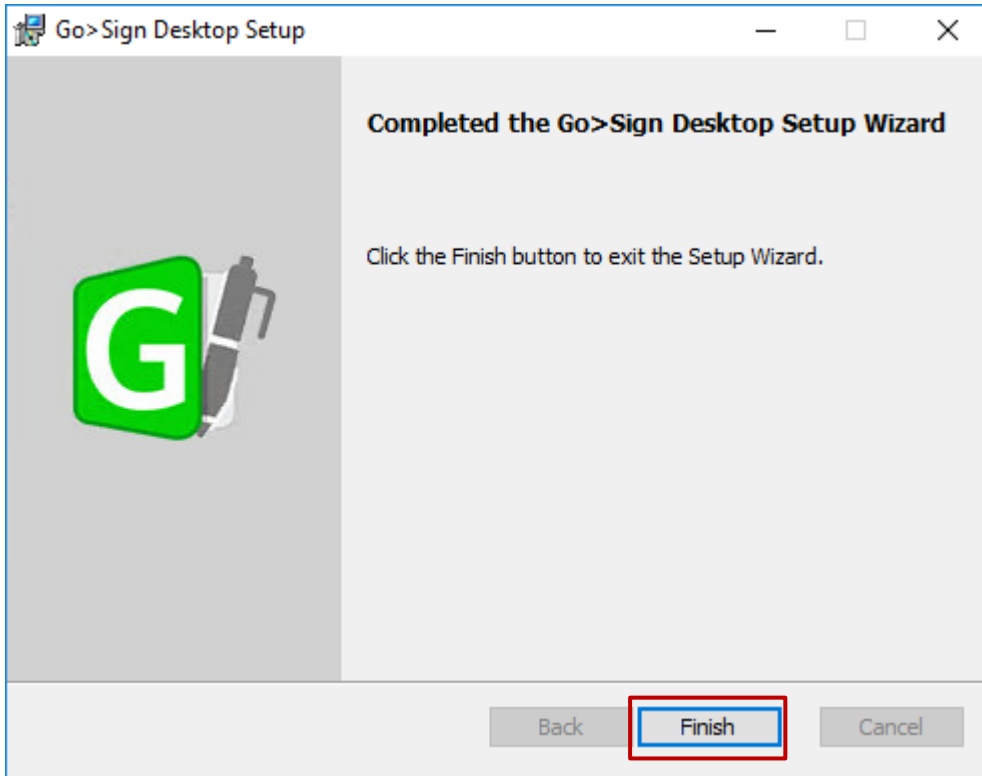 Go>Sign Desktop Setup
Completed the Go>Sign Desktop Setup Wizard
Click the Finish button to exit the Setup Wizard.
G
Back Finish Cancel